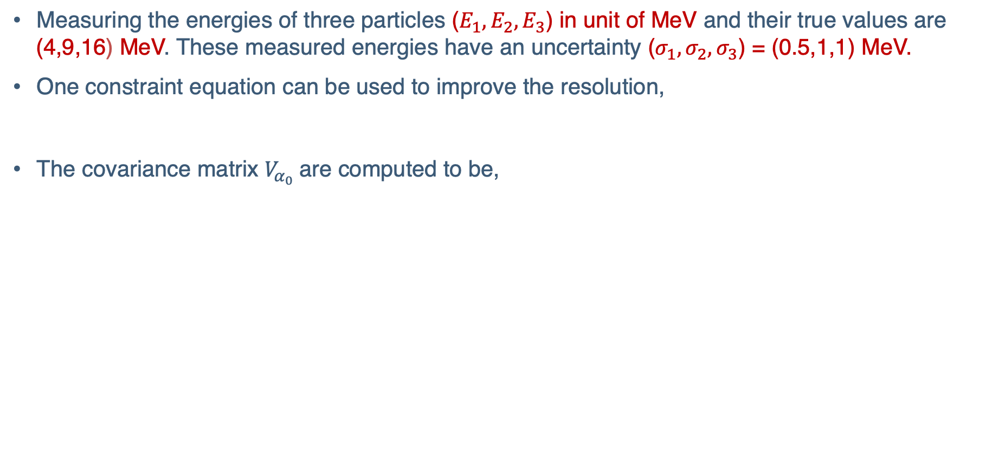 • Measuring the energies of three particles (E₁, E₂, E₃) in unit of MeV and their true values are
(4,9,16) MeV. These measured energies have an uncertainty (σ₁, σ₂, σ₃) = (0.5,1,1) MeV.
• One constraint equation can be used to improve the resolution,
• The covariance matrix V_{α₀} are computed to be,